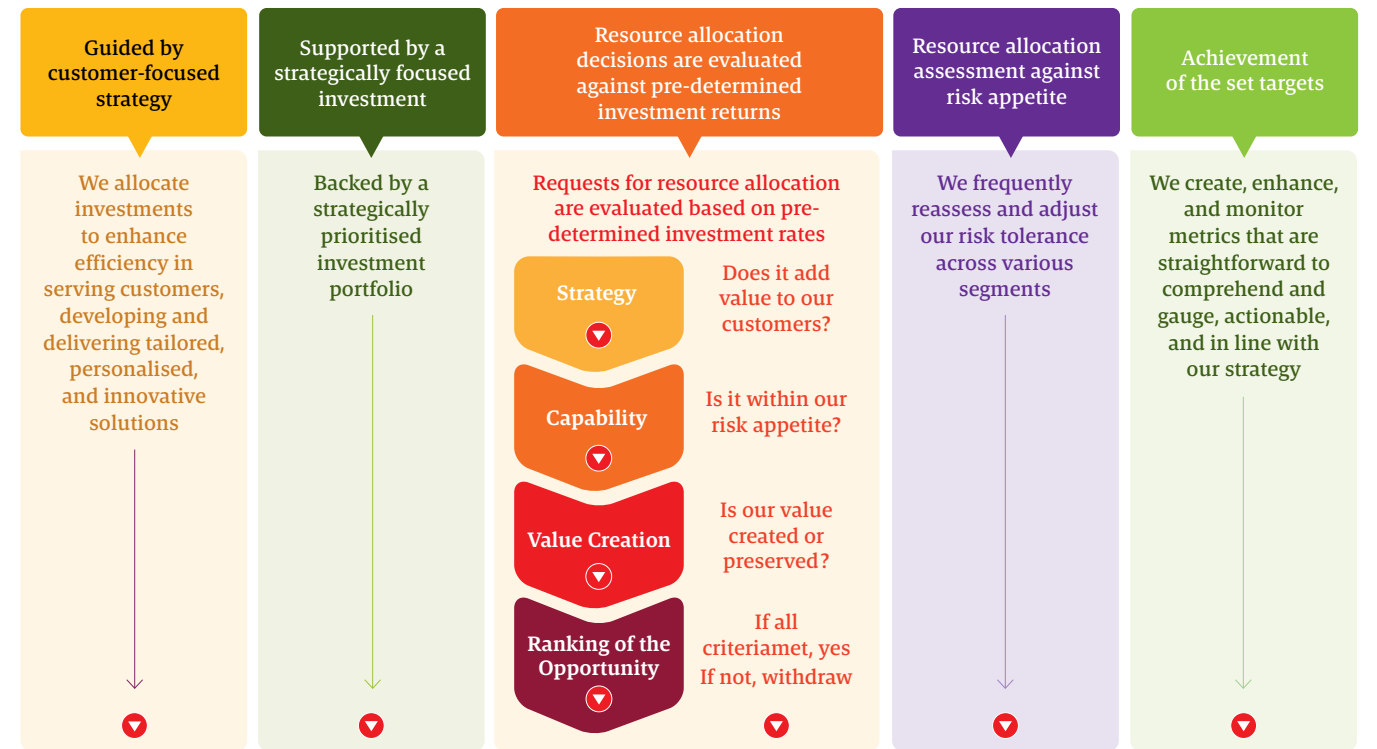 Guided by
customer-focused
strategy
We allocate
investments
to enhance
efficiency in
serving customers,
developing and
delivering tailored,
personalised,
and innovative
solutions
Supported by a
strategically focused
investment
Backed by a
strategically
prioritised
investment
portfolio
Resource allocation
decisions are evaluated
against pre-determined
investment returns
Requests for resource allocation
are evaluated based on pre-
determined investment rates
Strategy
Does it add
value to our
customers?
Capability
Is it within our
risk appetite?
Value Creation
Is our value
created or
preserved?
Ranking of the
Opportunity
If all
criteriamet, yes
If not, withdraw
Resource allocation
assessment against
risk appetite
We frequently
reassess and adjust
our risk tolerance
across various
segments
Achievement
of the set targets
We create, enhance,
and monitor
metrics that are
straightforward to
comprehend and
gauge, actionable,
and in line with
our strategy